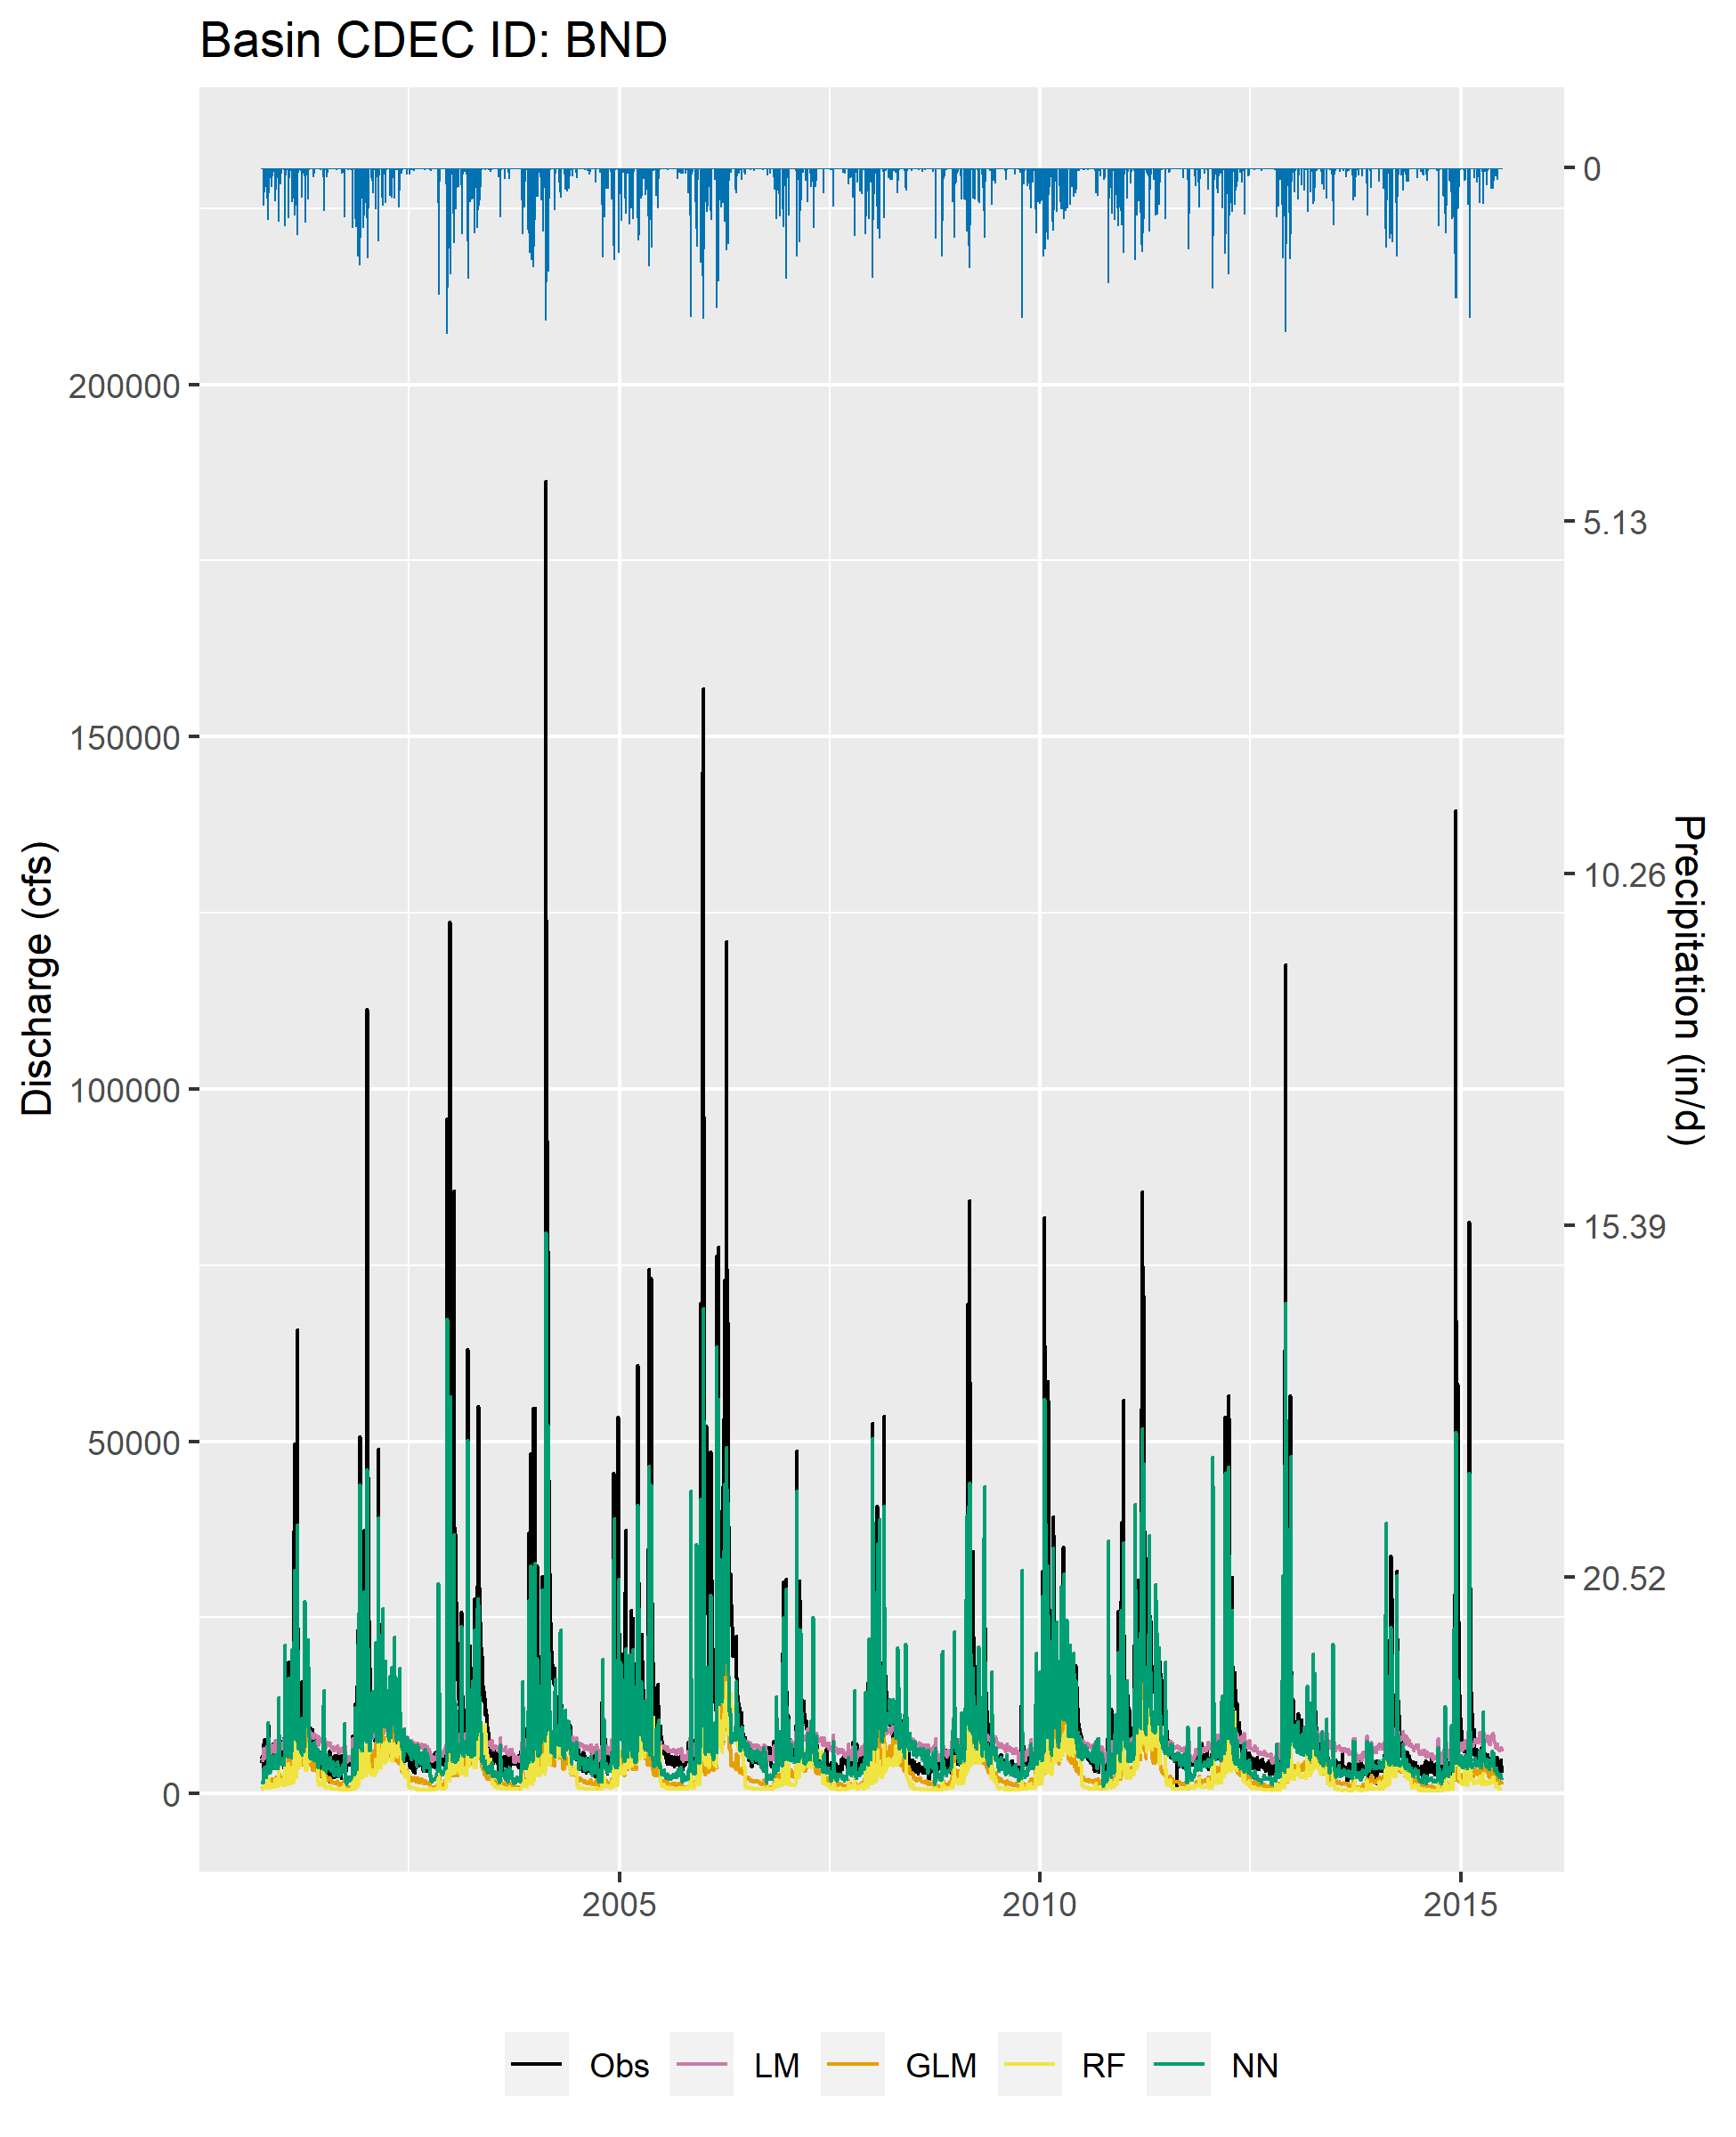 Basin CDEC ID: BND
Discharge (cfs)
200000
150000
100000
50000
0
0
5.13
10.26
15.39
20.52
Precipitation (in/d)
2005 2010 2015
Obs LM GLM RF NN